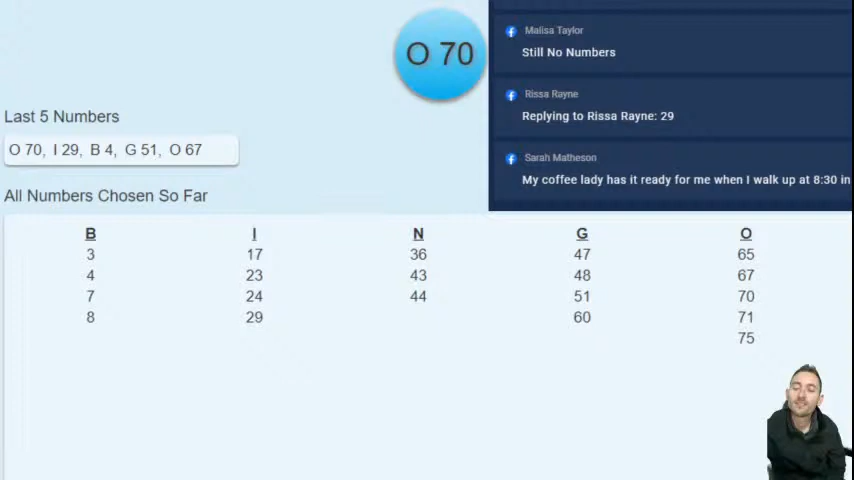 O 70
Malisa Taylor
Still No Numbers
Rissa Rayne
Replying to Rissa Rayne: 29
Sarah Matheson
My coffee lady has it ready for me when I walk up at 8:30 in
Last 5 Numbers
O 70, I 29, B 4, G 51, O 67
All Numbers Chosen So Far
B I N G O
3 17 36 47 65
4 23 43 48 67
7 24 44 51 70
8 29 60 71
75